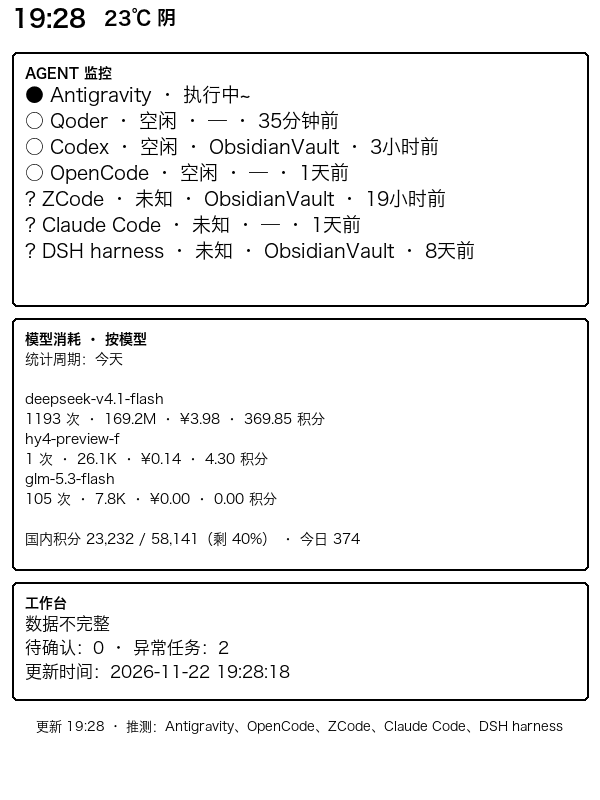 19:28 23℃ 阴
AGENT 监控
● Antigravity · 执行中~
○ Qoder · 空闲 · — · 35分钟前
○ Codex · 空闲 · ObsidianVault · 3小时前
○ OpenCode · 空闲 · — · 1天前
? ZCode · 未知 · ObsidianVault · 19小时前
? Claude Code · 未知 · — · 1天前
? DSH harness · 未知 · ObsidianVault · 8天前
模型消耗 · 按模型
统计周期：今天
deepseek-v4.1-flash
1193 次 · 169.2M · ¥3.98 · 369.85 积分
hy4-preview-f
1 次 · 26.1K · ¥0.14 · 4.30 积分
glm-5.3-flash
105 次 · 7.8K · ¥0.00 · 0.00 积分
国内积分 23,232 / 58,141（剩 40%） · 今日 374
工作台
数据不完整
待确认：0 · 异常任务：2
更新时间：2026-11-22 19:28:18
更新 19:28 · 推测：Antigravity、OpenCode、ZCode、Claude Code、DSH harness